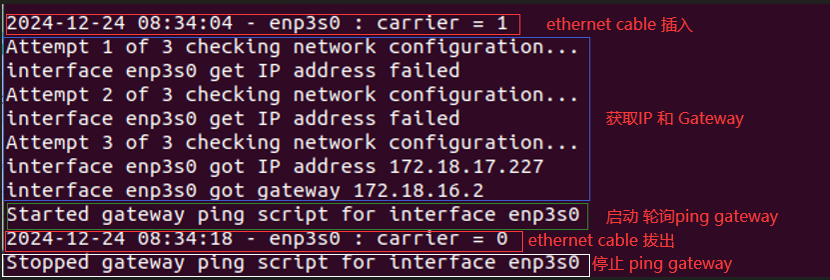 2024-12-24 08:34:04 - enp3s0 : carrier = 1 ethernet cable 插入
Attempt 1 of 3 checking network configuration...
interface enp3s0 get IP address failed
Attempt 2 of 3 checking network configuration...
interface enp3s0 get IP address failed 获取IP 和 Gateway
Attempt 3 of 3 checking network configuration...
interface enp3s0 got IP address 172.18.17.227
interface enp3s0 got gateway 172.18.16.2
Started gateway ping script for interface enp3s0 启动 轮词ping gateway
2024-12-24 08:34:18 - enp3s0 : carrier = 0 ethernet cable 拔出
Stopped gateway ping script for interface enp3s0 停止 ping gateway